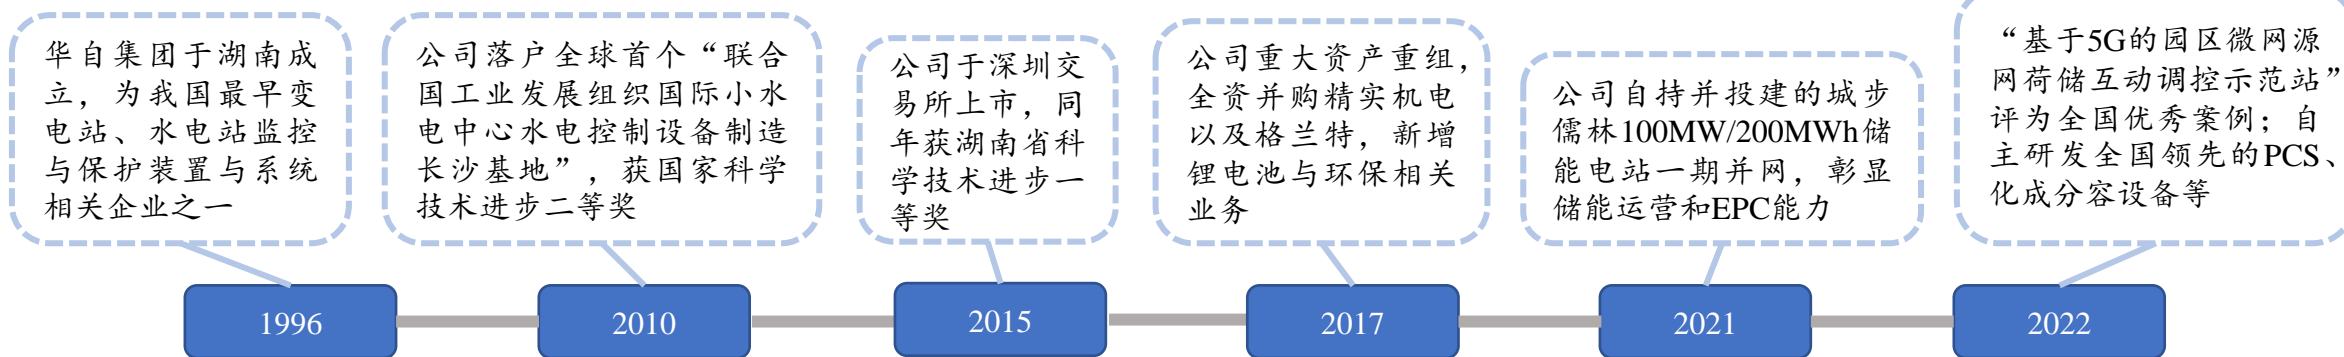 华自集团于湖南成
立，为我国最早变
电站、水电站监控
与保护装置与系统
相关企业之一
公司落户全球首个“联合
国工业发展组织国际小水
电中心水电控制设备制造
长沙基地”，获国家科学
技术进步二等奖
公司于深圳交
易所上市，同
年获湖南省科
学技术进步一
等奖
公司重大资产重组，
全资并购精实机电
以及格兰特，新增
锂电池与环保相关
业务
公司自持并投建的城步
儒林100MW/200MWh储
能电站一期并网，彰显
储能运营和EPC能力
“基于5G的园区微网源
网荷储互动调控示范站”
评为全国优秀案例；自
主研发全国领先的PCS、
化成分容设备等
1996
2010
2015
2017
2021
2022